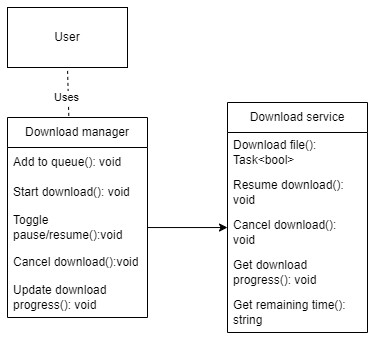 User
Uses
Download manager
Add to queue(): void
Start download(): void
Toggle
pause/resume():void
Cancel download():void
Update download
progress(): void
Download service
Download file():
Task<bool>
Resume download():
void
Cancel download():
void
Get download
progress(): void
Get remaining time():
string